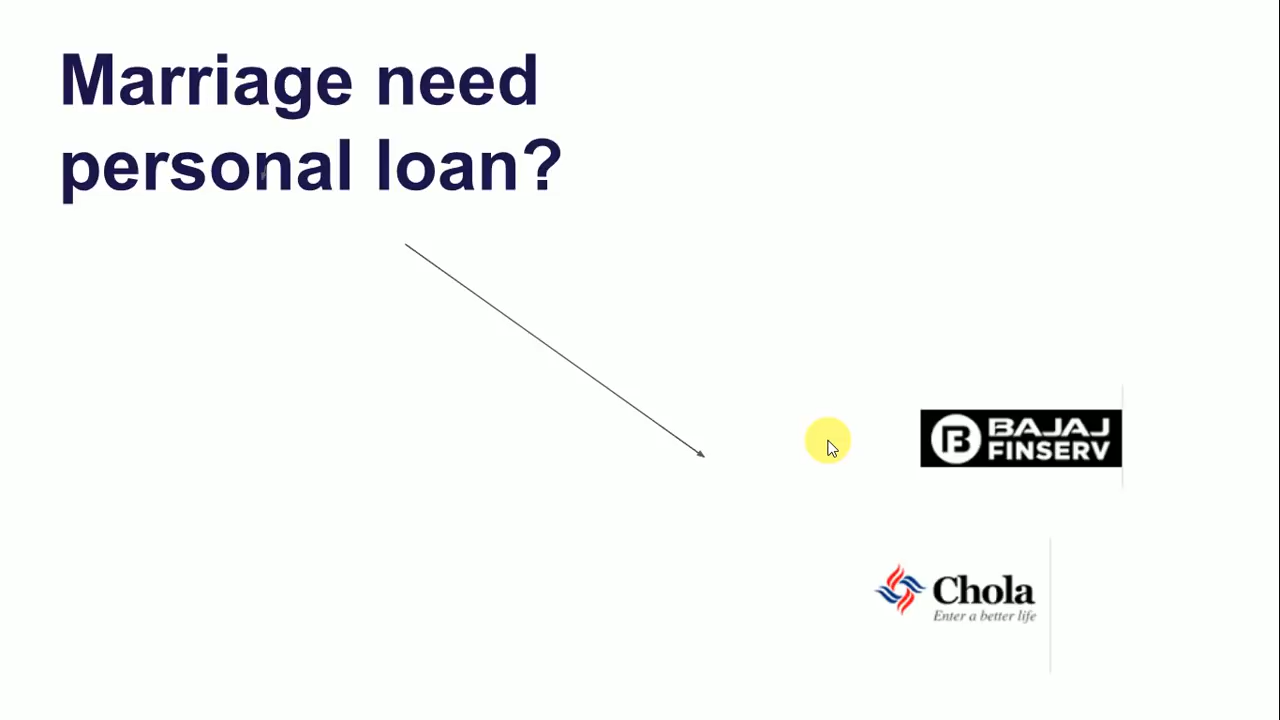 Marriage need
personal loan?
BAJAJ
FINSERV
Chola
Enter a better life